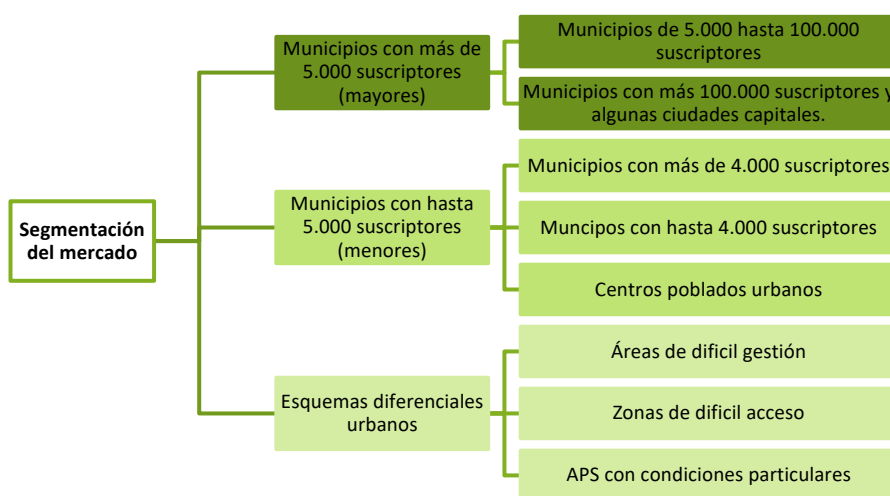 Segmentación
del mercado
Municipios con más de
5.000 suscriptores
(mayores)
Municipios de 5.000 hasta 100.000
suscriptores
Municipios con más 100.000 suscriptores y
algunas ciudades capitales.
Municipios con hasta
5.000 suscriptores
(menores)
Municipios con más de 4.000 suscriptores
Muncipos con hasta 4.000 suscriptores
Centros poblados urbanos
Esquemas diferenciales
urbanos
Áreas de dificil gestión
Zonas de dificil acceso
APS con condiciones particulares